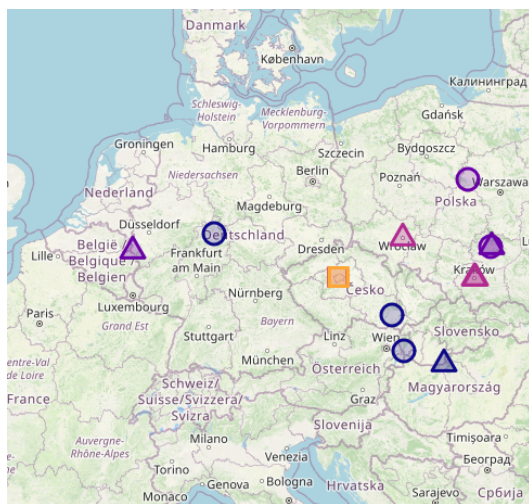 Danmark
København
Калининград
Schleswig-
Holstein
Mecklenburg-
Vorpommern
Gdańsk
Groningen
Hamburg
Szczecin
Bydgoszcz
Niedersachsen
Berlin
Poznań
Warszawa
Nederland
Magdeburg
Polska
Düsseldorf
Deutschland
Wrocław
België
Belgique
Belgien
Lille
Frankfurt
am Main
Dresden
Kraków
Luxembourg
Nürnberg
Česko
Paris
Grand Est
Bayern
Stuttgart
Linz
Wien
Slovensko
München
Österreich
Magyarország
France
Schweiz/
Suisse/Svizzera/
Svizra
Graz
Slovenija
Auvergne-
Rhône-Alpes
Milano
Venezia
Timișoara
Torino
Bologna
Hrvatska
Београд
Monaco
Sarajevo
Србија